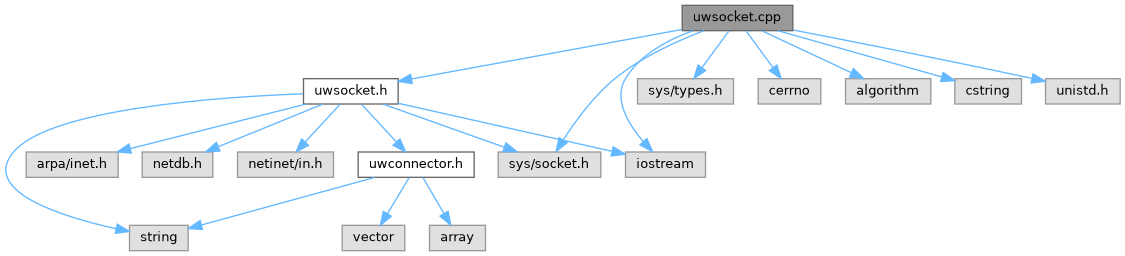 uwsocket.cpp
uwsocket.h
sys/types.h
cerrno
algorithm
cstring
unistd.h
arpa/inet.h
netdb.h
netinet/in.h
uwconnector.h
sys/socket.h
iostream
string
vector
array